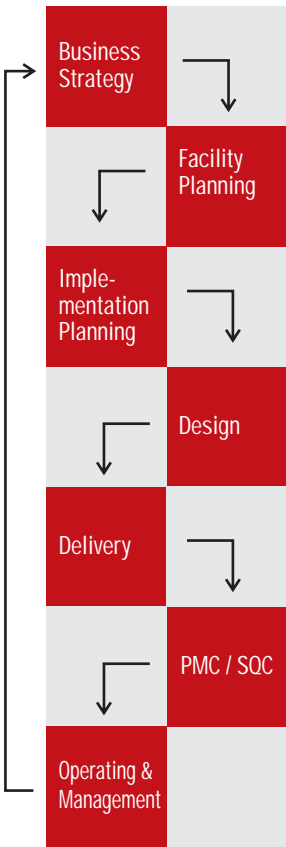 Business
Strategy
Facility
Planning
Imple-
mentation
Planning
Design
Delivery
PMC / SQC
Operating &
Management